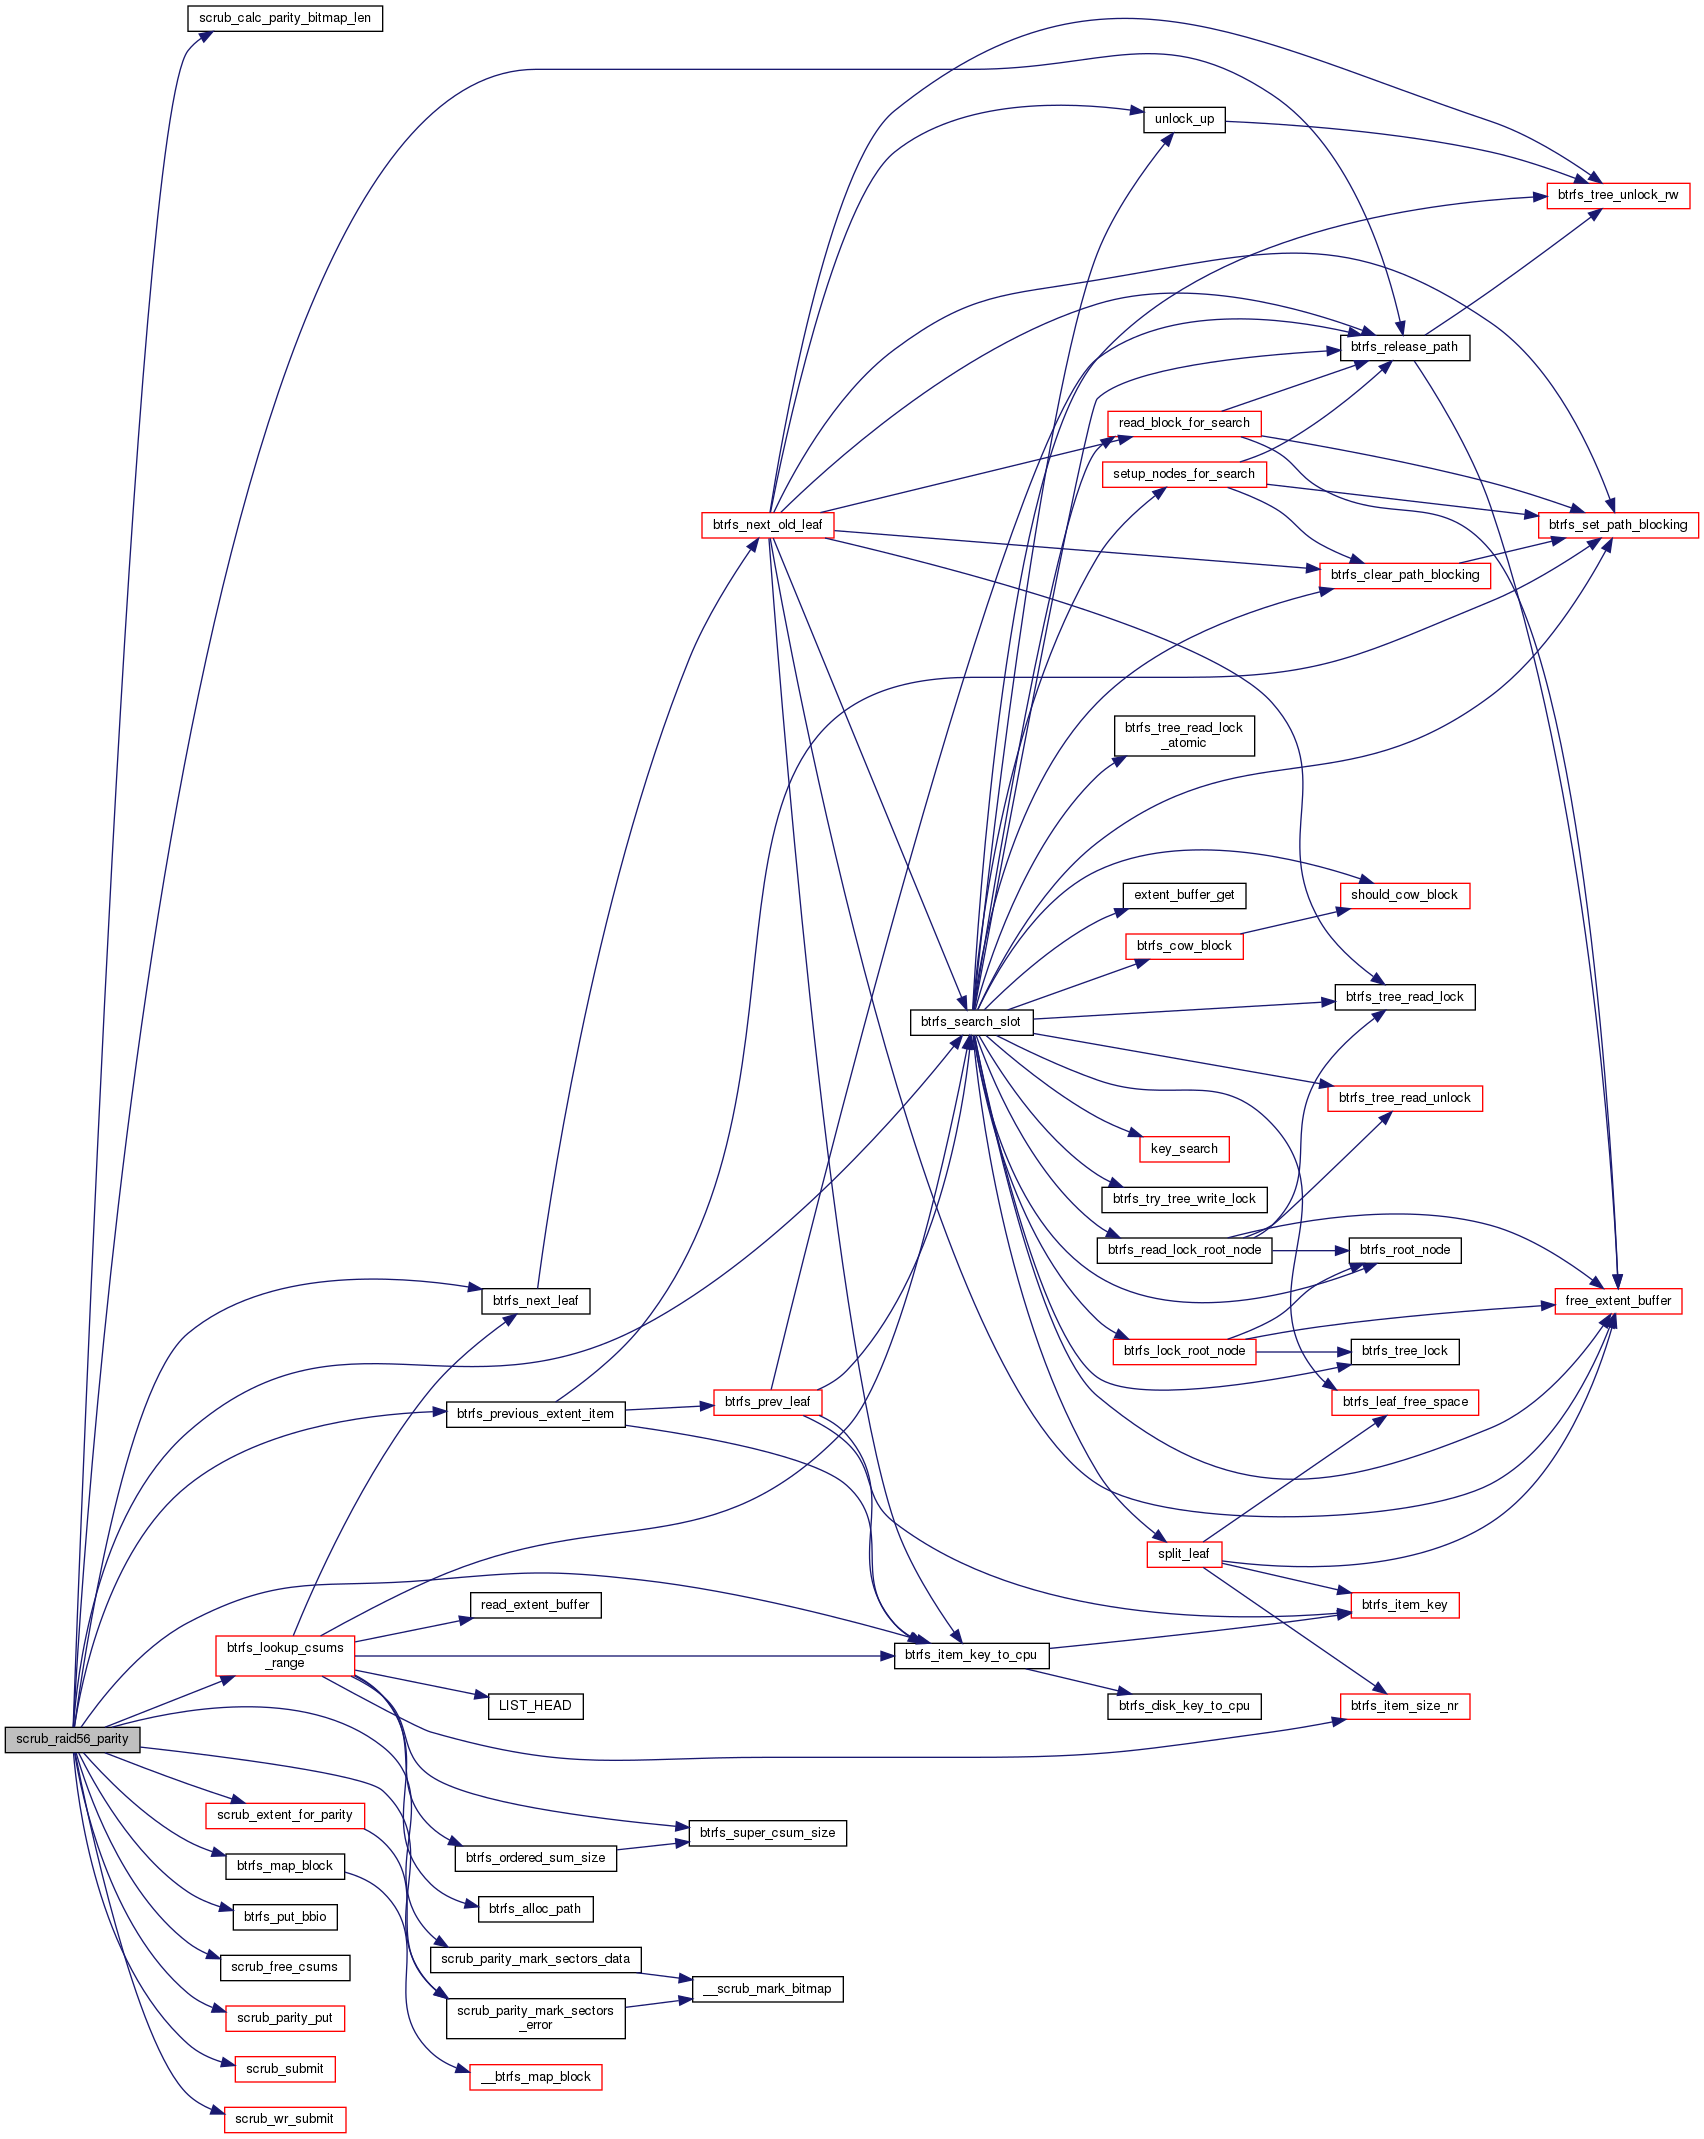 scrub_calc_parity_bitmap_len
unlock_up
btrfs_tree_unlock_rw
btrfs_release_path
read_block_for_search
setup_nodes_for_search
btrfs_next_old_leaf
btrfs_set_path_blocking
btrfs_clear_path_blocking
btrfs_tree_read_lock
_atomic
extent_buffer_get
should_cow_block
btrfs_cow_block
btrfs_tree_read_lock
btrfs_search_slot
btrfs_tree_read_unlock
key_search
btrfs_try_tree_write_lock
btrfs_read_lock_root_node
btrfs_root_node
btrfs_next_leaf
free_extent_buffer
btrfs_lock_root_node
btrfs_tree_lock
btrfs_previous_extent_item
btrfs_prev_leaf
btrfs_leaf_free_space
split_leaf
read_extent_buffer
btrfs_item_key
btrfs_lookup_csums
_range
btrfs_item_key_to_cpu
LIST_HEAD
btrfs_disk_key_to_cpu
btrfs_item_size_nr
scrub_raid56_parity
scrub_extent_for_parity
btrfs_super_csum_size
btrfs_map_block
btrfs_ordered_sum_size
btrfs_put_bbio
btrfs_alloc_path
scrub_free_csums
scrub_parity_mark_sectors_data
__scrub_mark_bitmap
scrub_parity_put
scrub_parity_mark_sectors
_error
scrub_submit
__btrfs_map_block
scrub_wr_submit